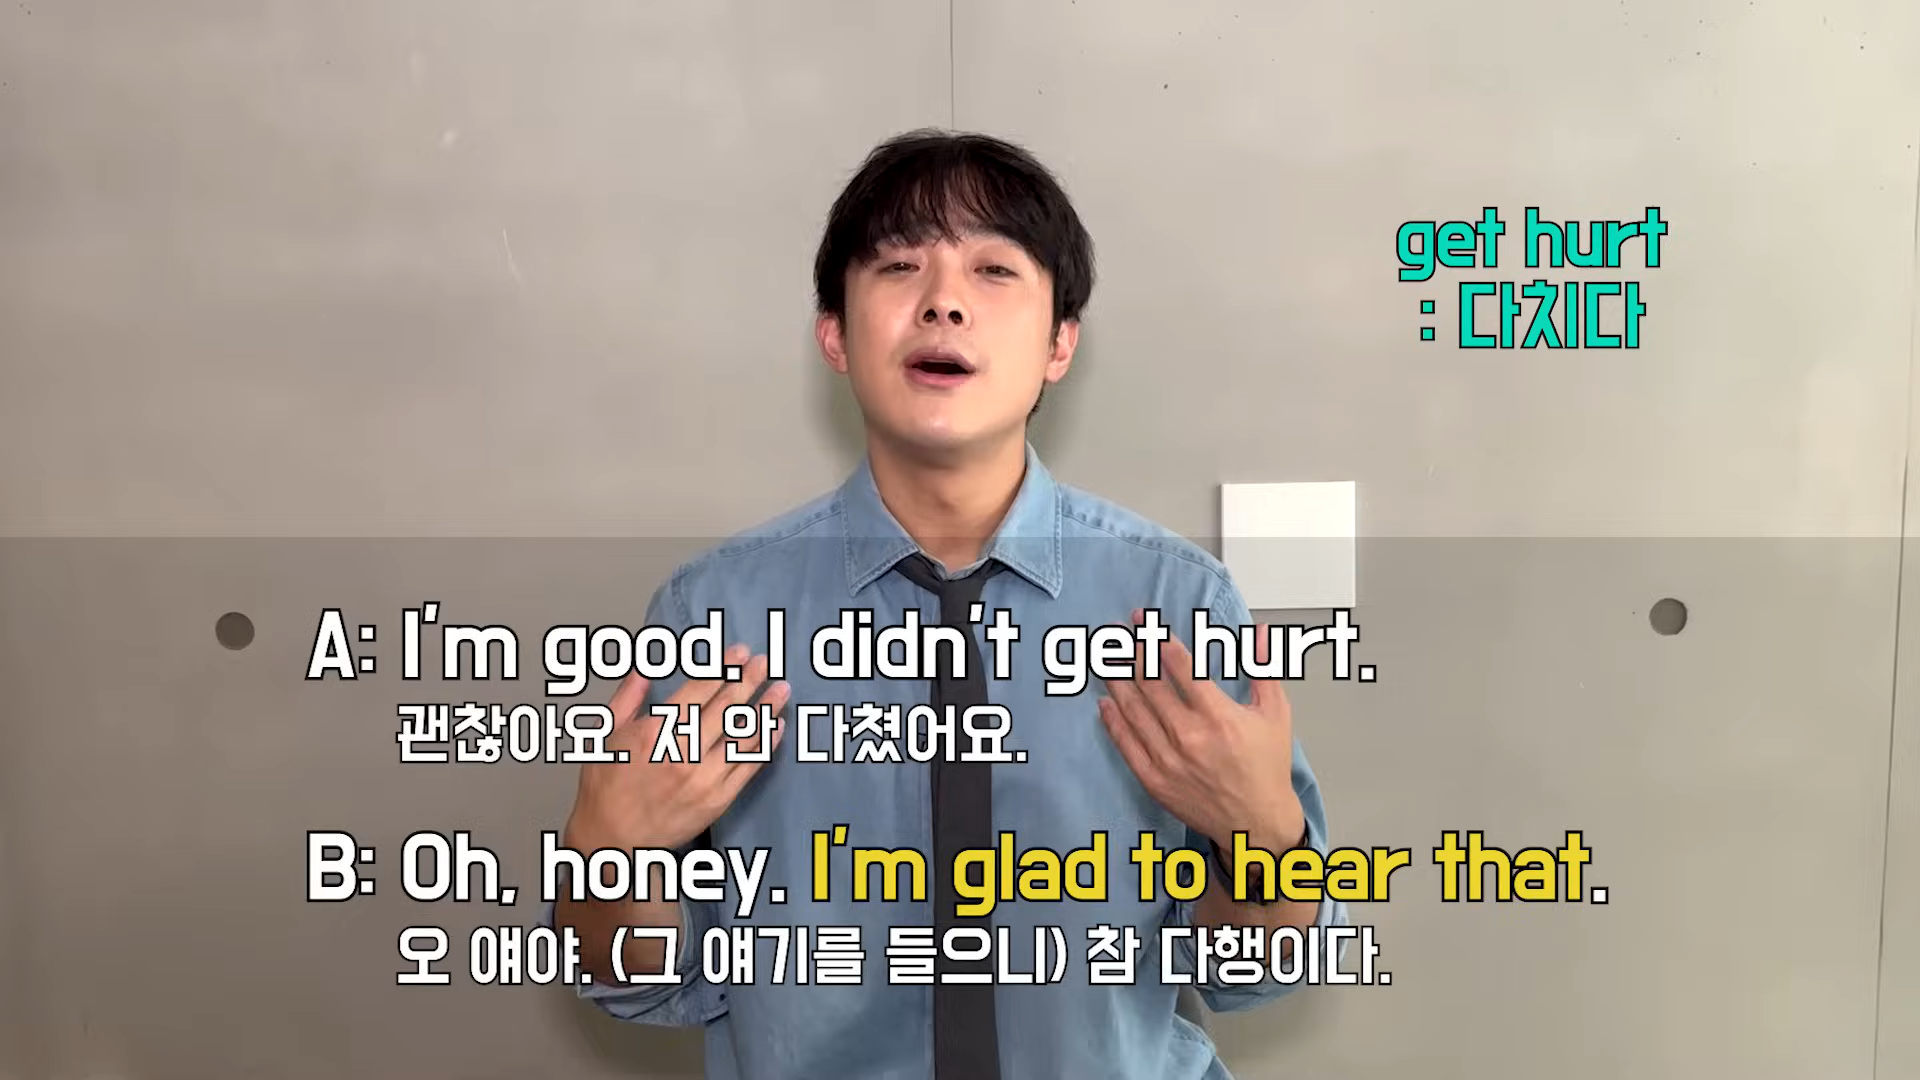 get hurt
: 다치다
A: I'm good. I didn't get hurt.
괜찮아요. 저 안 다쳤어요.
B: Oh, honey. I'm glad to hear that.
오 얘야. (그 얘기를 들으니) 참 다행이다.